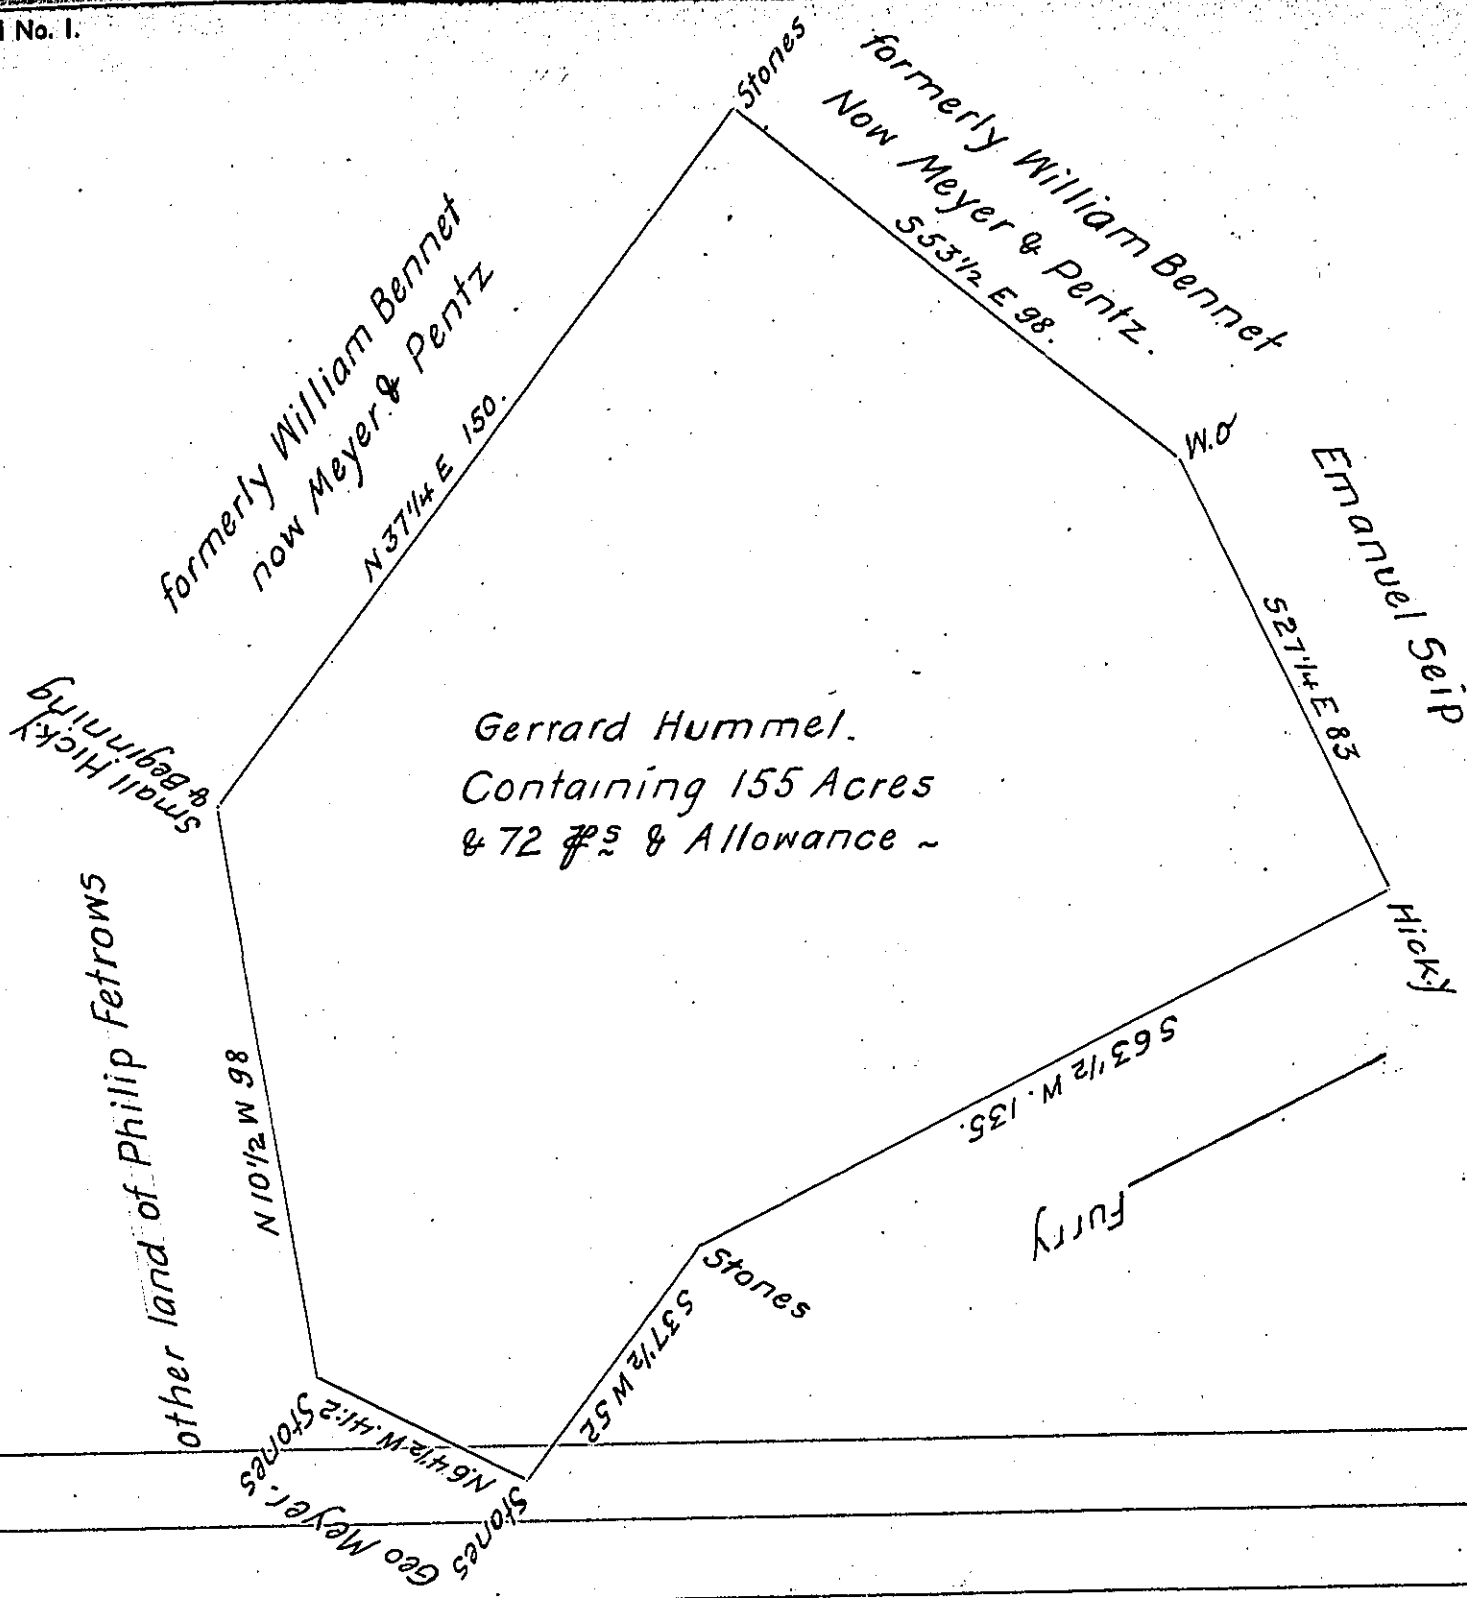 No. 1.
Stones
formerly William Bennet
Now Meyer & Pentz.
S 53 1/2 E 98.
formerly William Bennet
now Meyer & Pentz
N 37 1/4 E 150.
W.O
Emanuel Seip
S 27 1/4 E 83
Small Hicky
& Beginning
Gerrard Hummel.
Containing 155 Acres
& 72 ps & Allowance ~
Hicky
S 63 1/2 W. 135.
Furry
other land of Philip Fetrows
N 10 1/2 W 98
Stones
S 37 1/2 W 52
Stones
N. 64 1/2 W. 41:2
Stones
Geo Meyer.s